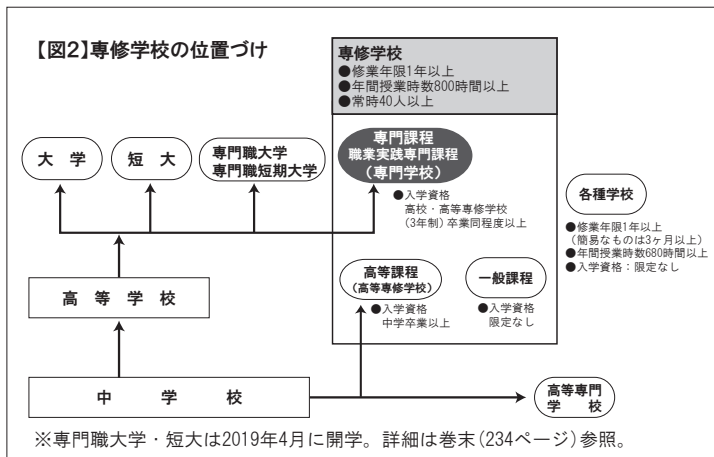 【図2】専修学校の位置づけ
専修学校
●修業年限1年以上
●年間授業時数800時間以上
●常時40人以上
大 学
短 大
専門職大学
専門職短期大学
専門課程
職業実践専門課程
(専門学校)
●入学資格
高校・高等専修学校
(3年制)卒業同程度以上
各種学校
●修業年限1年以上
(簡易なものは3ヶ月以上)
●年間授業時数680時間以上
●入学資格：限定なし
高等学校
高等課程
(高等専修学校)
●入学資格
中学卒業以上
一般課程
●入学資格
限定なし
中学校
高等専門
学校
※専門職大学・短大は2019年4月に開学。詳細は巻末(234ページ)参照。